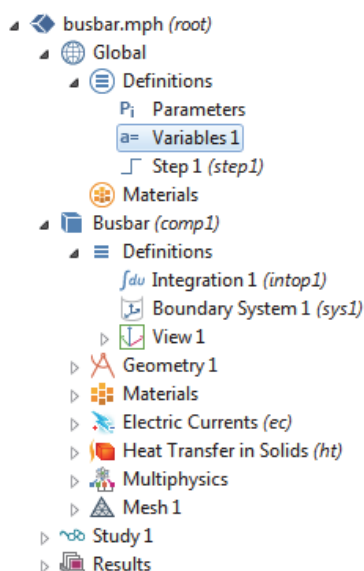 busbar.mph (root)
Global
Definitions
Pi Parameters
a= Variables 1
Step 1 (step1)
Materials
Busbar (comp1)
Definitions
∫du Integration 1 (intop1)
Boundary System 1 (sys1)
View 1
Geometry 1
Materials
Electric Currents (ec)
Heat Transfer in Solids (ht)
Multiphysics
Mesh 1
Study 1
Results